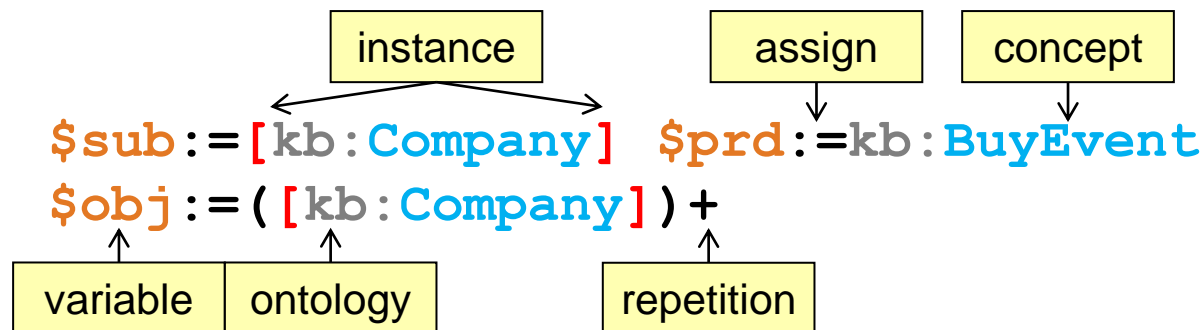 instance assign concept
$sub:=[kb:Company] $prd:=kb:BuyEvent
$obj:=([kb:Company])+
variable ontology repetition